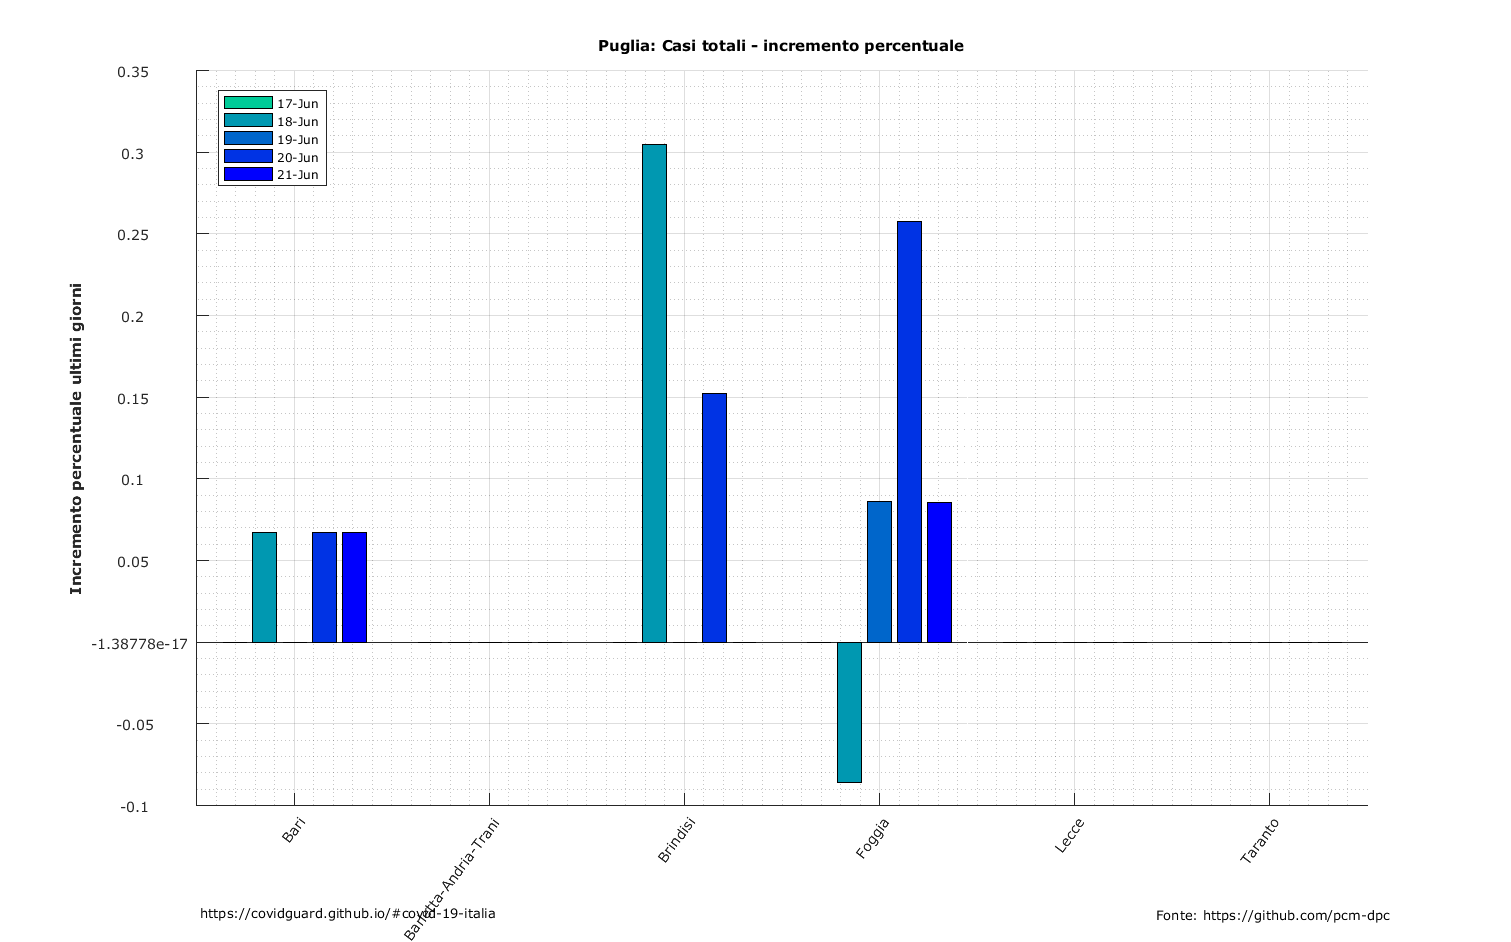 Puglia: Casi totali - incremento percentuale
0.35
0.3
0.25
0.2
0.15
0.1
0.05
-1.38778e-17
-0.05
-0.1
Incremento percentuale ultimi giorni
17-Jun
18-Jun
19-Jun
20-Jun
21-Jun
Bari
Barletta-Andria-Trani
Brindisi
Foggia
Lecce
Taranto
https://covidguard.github.io/#covid-19-italia
Fonte: https://github.com/pcm-dpc